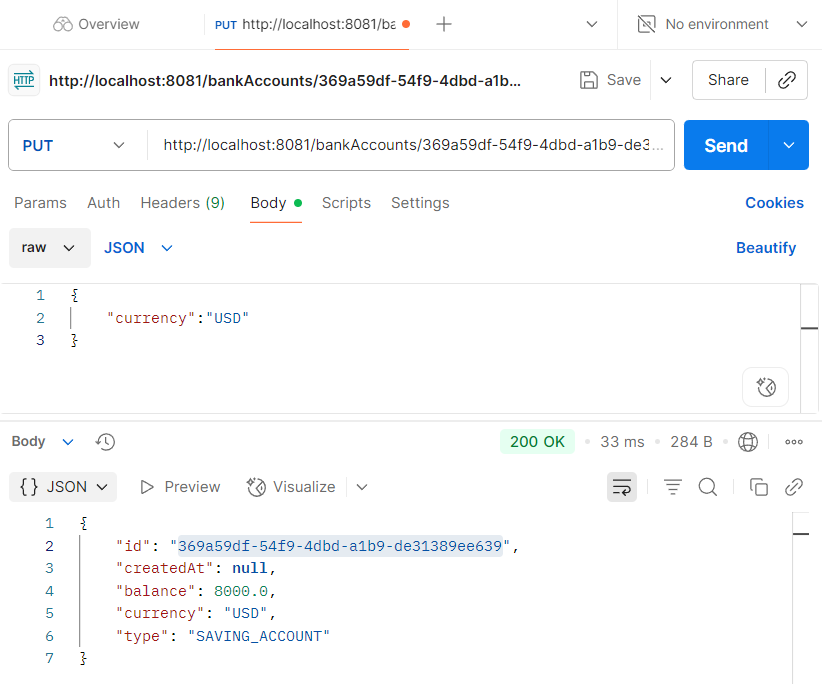 Overview
PUT http://localhost:8081/ba
No environment
HTTP http://localhost:8081/bankAccounts/369a59df-54f9-4dbd-a1b...
Save
Share
PUT
http://localhost:8081/bankAccounts/369a59df-54f9-4dbd-a1b9-de3...
Send
Params Auth Headers (9) Body Scripts Settings Cookies
raw JSON Beautify
1 {
2 "currency":"USD"
3 }
Body 200 OK 33 ms 284 B
{} JSON Preview Visualize
1 {
2 "id": "369a59df-54f9-4dbd-a1b9-de31389ee639",
3 "createdAt": null,
4 "balance": 8000.0,
5 "currency": "USD",
6 "type": "SAVING_ACCOUNT"
7 }